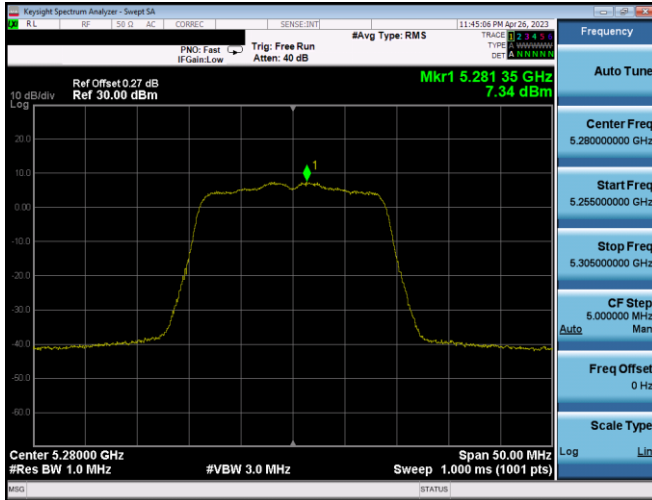 Keysight Spectrum Analyzer - Swept SA
RL RF 50 Ω AC CORREC SENSE:INT 11:45:06 PM Apr 26, 2023
#Avg Type: RMS
TRACE 1 2 3 4 5 6
PNO: Fast Trig: Free Run TYPE A WWWWW
IFGain:Low Atten: 40 dB DET A N N N N N
Mkr1 5.281 35 GHz
7.34 dBm
Ref Offset 0.27 dB
10 dB/div Ref 30.00 dBm
Log
20.0
10.0
1
0.00
-10.0
-20.0
-30.0
-40.0
-50.0
-60.0
Center 5.28000 GHz Span 50.00 MHz
#Res BW 1.0 MHz #VBW 3.0 MHz Sweep 1.000 ms (1001 pts)
MSG STATUS
Frequency
Auto Tune
Center Freq
5.280000000 GHz
Start Freq
5.255000000 GHz
Stop Freq
5.305000000 GHz
CF Step
5.000000 MHz
Auto Man
Freq Offset
0 Hz
Scale Type
Log Lin